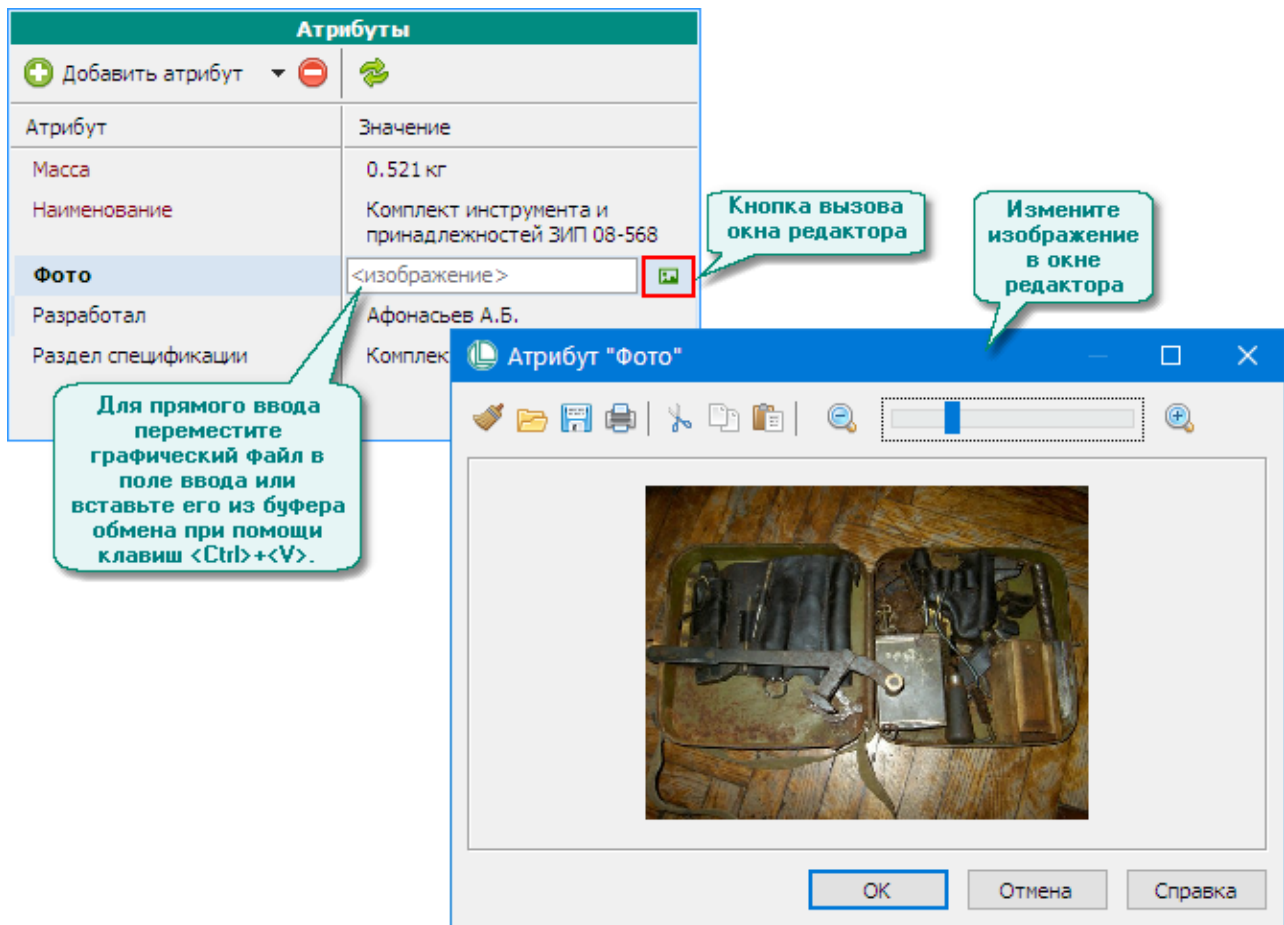 Атрибуты
Добавить атрибут
Атрибут Значение
Масса 0.521 кг
Наименование Комплект инструмента и
принадлежностей ЗИП 08-568
Фото <изображение>
Разработал Афонасьев А.Б.
Раздел спецификации Комплек
Кнопка вызова
окна редактора
Измените
изображение
в окне
редактора
Для прямого ввода
переместите
графический файл в
поле ввода или
вставьте его из буфера
обмена при помощи
клавиш <Ctrl>+<V>.
Атрибут "Фото"
ОК Отмена Справка